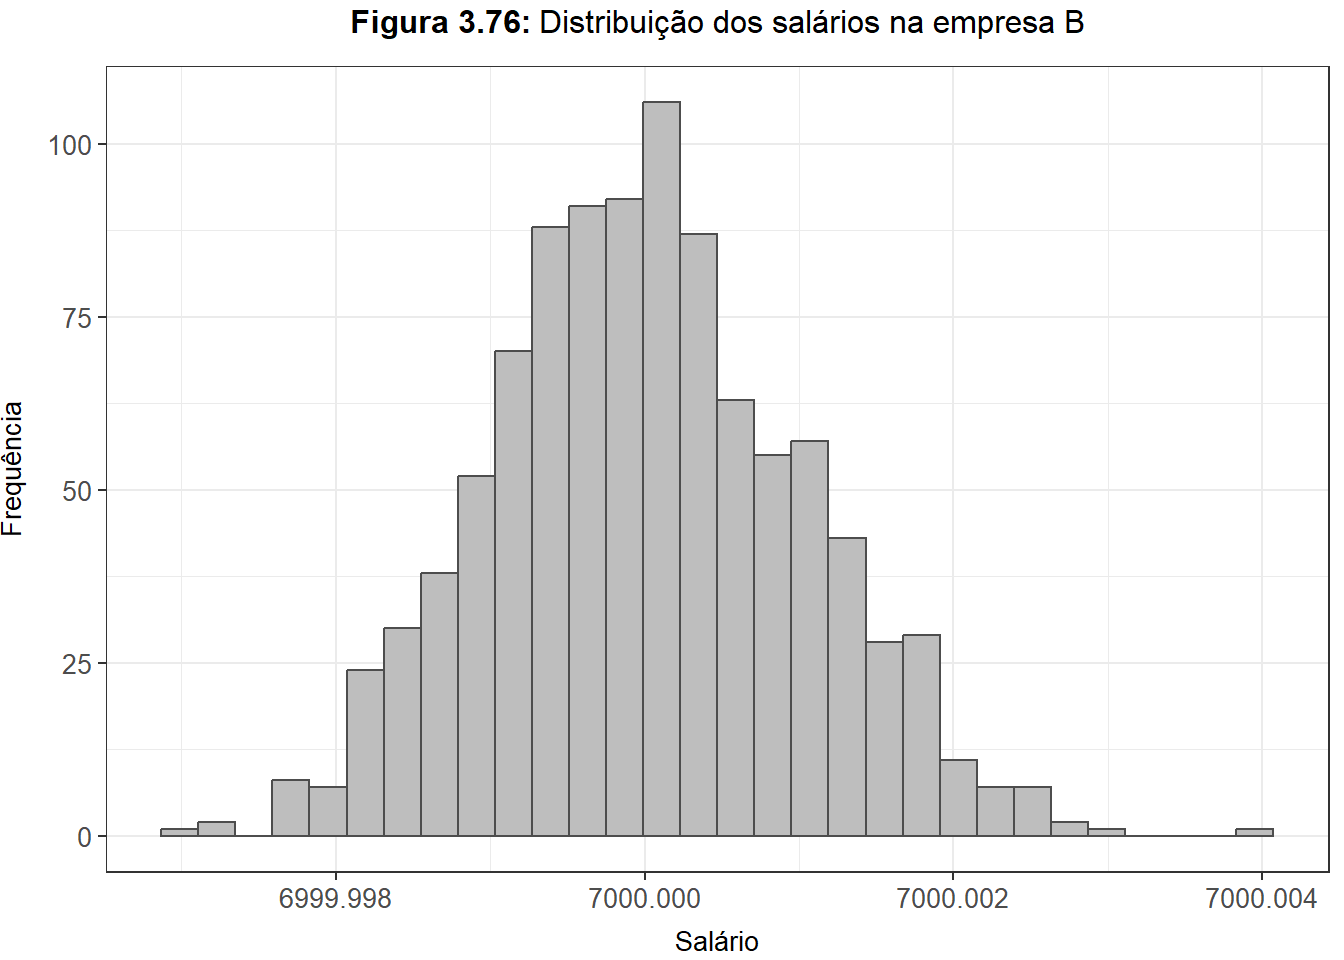 Figura 3.76: Distribuição dos salários na empresa B
100
75
50
25
0
Frequência
6999.998 7000.000 7000.002 7000.004
Salário